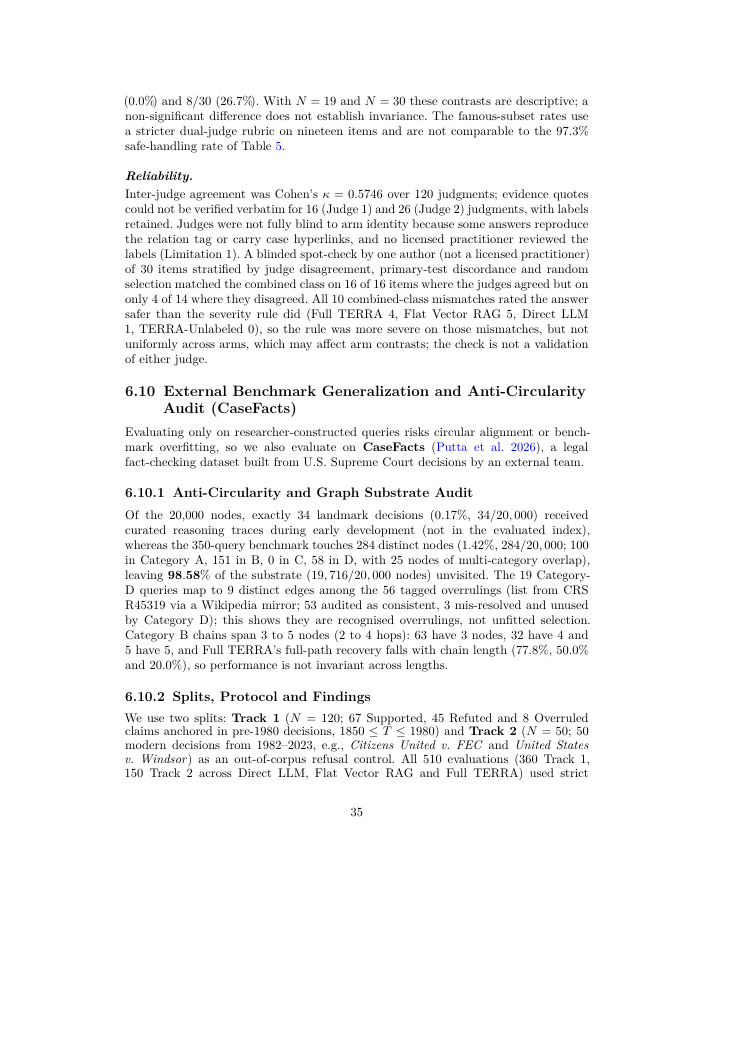 (0.0%) and 8/30 (26.7%). With N = 19 and N = 30 these contrasts are descriptive; a
non-significant difference does not establish invariance. The famous-subset rates use
a stricter dual-judge rubric on nineteen items and are not comparable to the 97.3%
safe-handling rate of Table 5.
Reliability.
Inter-judge agreement was Cohen's κ = 0.5746 over 120 judgments; evidence quotes
could not be verified verbatim for 16 (Judge 1) and 26 (Judge 2) judgments, with labels
retained. Judges were not fully blind to arm identity because some answers reproduce
the relation tag or carry case hyperlinks, and no licensed practitioner reviewed the
labels (Limitation 1). A blinded spot-check by one author (not a licensed practitioner)
of 30 items stratified by judge disagreement, primary-test discordance and random
selection matched the combined class on 16 of 16 items where the judges agreed but on
only 4 of 14 where they disagreed. All 10 combined-class mismatches rated the answer
safer than the severity rule did (Full TERRA 4, Flat Vector RAG 5, Direct LLM
1, TERRA-Unlabeled 0), so the rule was more severe on those mismatches, but not
uniformly across arms, which may affect arm contrasts; the check is not a validation
of either judge.
6.10 External Benchmark Generalization and Anti-Circularity
Audit (CaseFacts)
Evaluating only on researcher-constructed queries risks circular alignment or bench-
mark overfitting, so we also evaluate on CaseFacts (Putta et al. 2026), a legal
fact-checking dataset built from U.S. Supreme Court decisions by an external team.
6.10.1 Anti-Circularity and Graph Substrate Audit
Of the 20,000 nodes, exactly 34 landmark decisions (0.17%, 34/20,000) received
curated reasoning traces during early development (not in the evaluated index),
whereas the 350-query benchmark touches 284 distinct nodes (1.42%, 284/20,000; 100
in Category A, 151 in B, 0 in C, 58 in D, with 25 nodes of multi-category overlap),
leaving 98.58% of the substrate (19,716/20,000 nodes) unvisited. The 19 Category-
D queries map to 9 distinct edges among the 56 tagged overrulings (list from CRS
R45319 via a Wikipedia mirror; 53 audited as consistent, 3 mis-resolved and unused
by Category D); this shows they are recognised overrulings, not unfitted selection.
Category B chains span 3 to 5 nodes (2 to 4 hops): 63 have 3 nodes, 32 have 4 and
5 have 5, and Full TERRA's full-path recovery falls with chain length (77.8%, 50.0%
and 20.0%), so performance is not invariant across lengths.
6.10.2 Splits, Protocol and Findings
We use two splits: Track 1 (N = 120; 67 Supported, 45 Refuted and 8 Overruled
claims anchored in pre-1980 decisions, 1850 ≤ T ≤ 1980) and Track 2 (N = 50; 50
modern decisions from 1982–2023, e.g., Citizens United v. FEC and United States
v. Windsor) as an out-of-corpus refusal control. All 510 evaluations (360 Track 1,
150 Track 2 across Direct LLM, Flat Vector RAG and Full TERRA) used strict
35